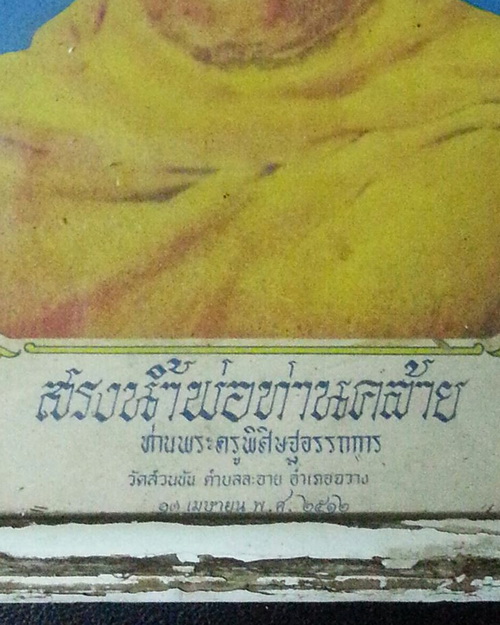 สรงน้ำพ่อท่านคล้าย
ท่านพระครูพิศิษฐอรรถการ
วัดสวนขัน ตำบลละอาย อำเภอฉวาง
๑๗ เมษายน พ.ศ. ๒๕๑๒